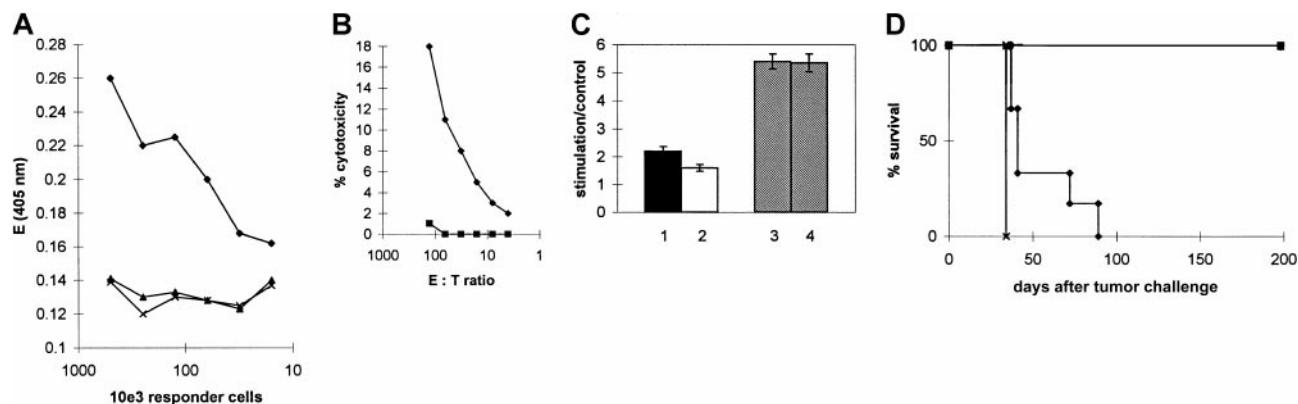 A
0.28
0.26
0.24
0.22
0.2
0.18
0.16
0.14
0.12
0.1
E (405 nm)
1000 100 10
10e3 responder cells
B
18
16
14
12
10
8
6
4
2
0
% cytotoxicity
1000 100 10 1
E : T ratio
C
6
5
4
3
2
1
0
stimulation/control
1 2 3 4
D
100
50
0
% survival
0 50 100 150 200
days after tumor challenge